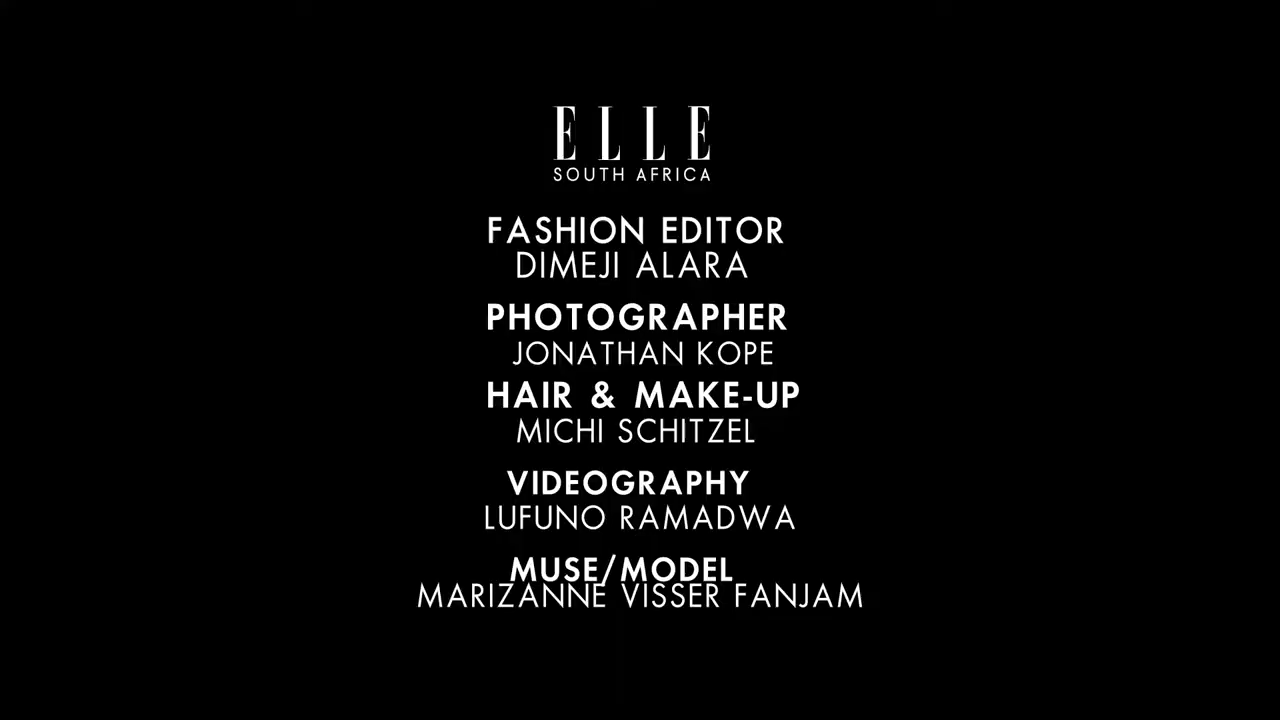 ELLE
SOUTH AFRICA
FASHION EDITOR
DIMEJI ALARA
PHOTOGRAPHER
JONATHAN KOPE
HAIR & MAKE-UP
MICHI SCHITZEL
VIDEOGRAPHY
LUFUNO RAMADWA
MUSE/MODEL
MARIZANNE VISSER FANJAM